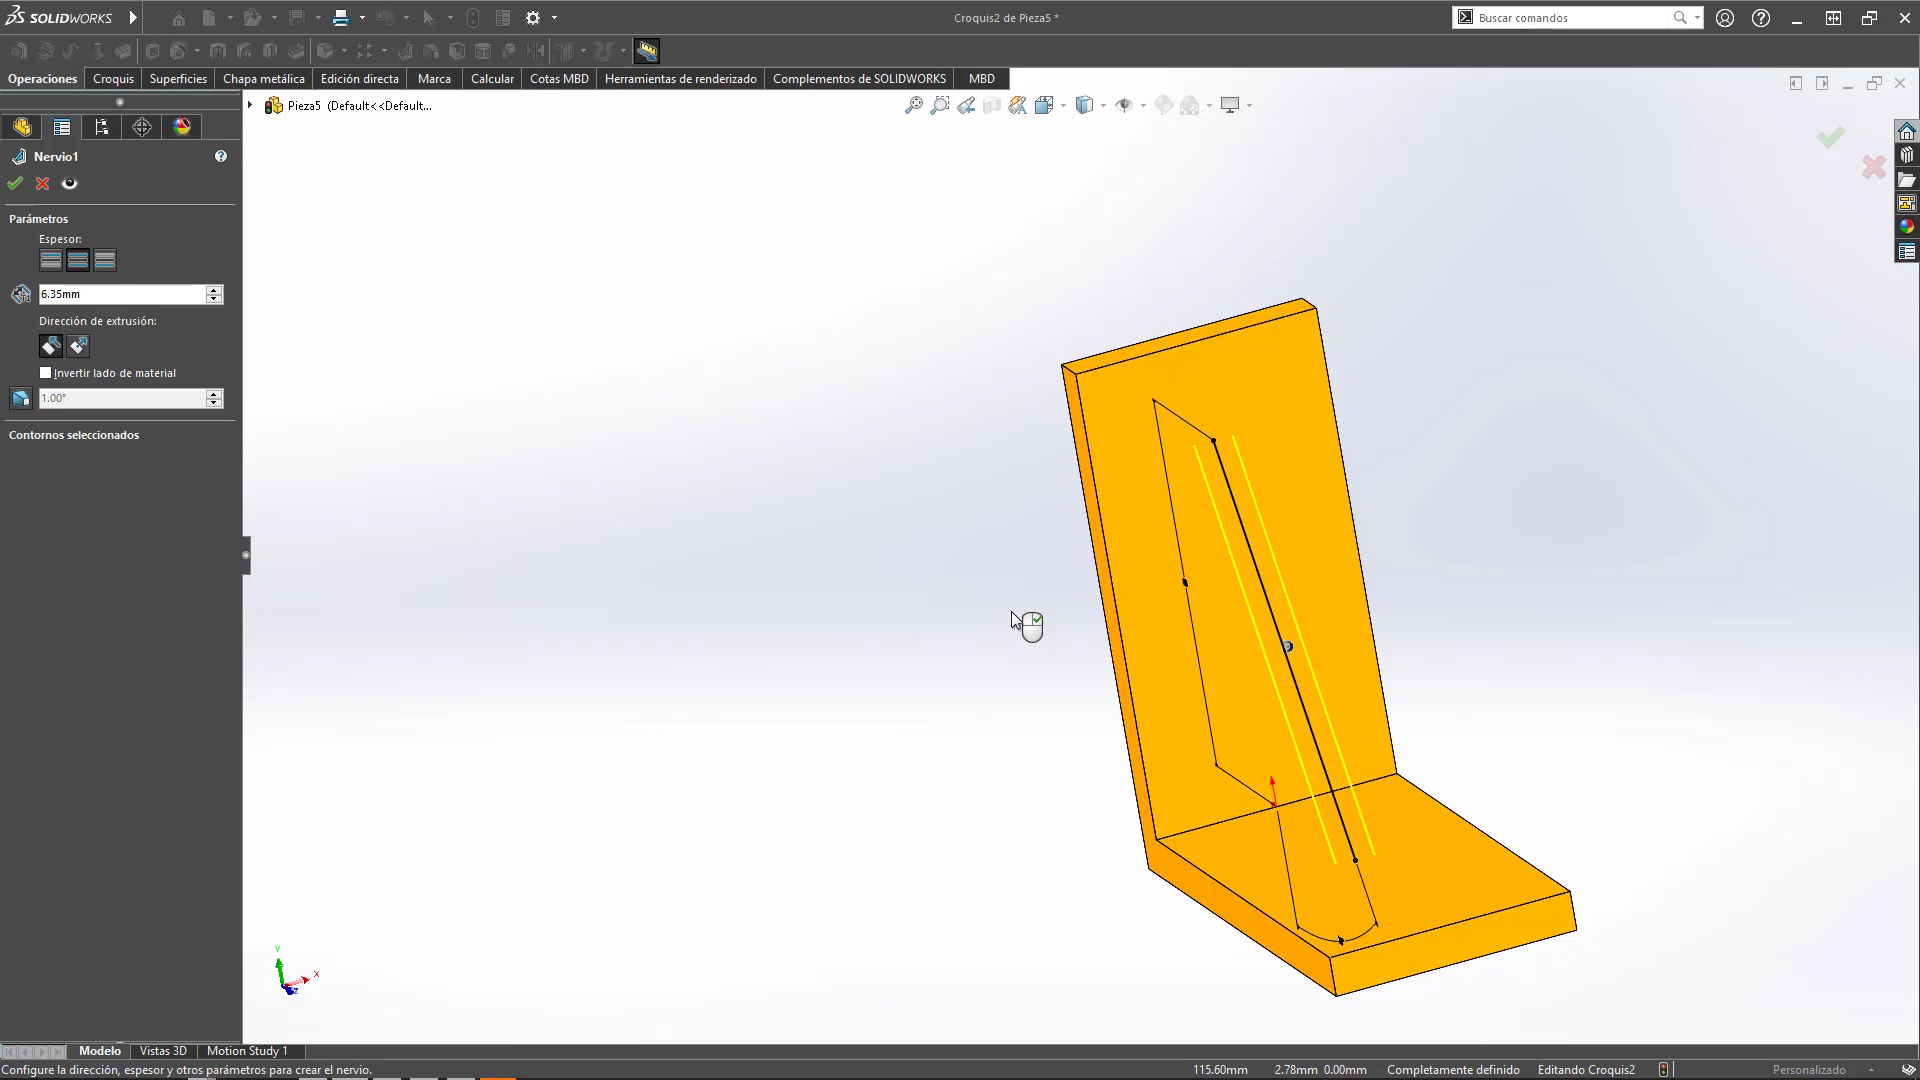 SOLIDWORKS
Croquis2 de Pieza5 *
Buscar comandos
Operaciones
Croquis
Superficies
Chapa metálica
Edición directa
Marca
Calcular
Cotas MBD
Herramientas de renderizado
Complementos de SOLIDWORKS
MBD
Pieza5 (Default<<Default...
Nervio1
Parámetros
Espesor:
6.35mm
Dirección de extrusión:
Invertir lado de material
1.00°
Contornos seleccionados
Y
X
Z
Modelo
Vistas 3D
Motion Study 1
Configure la dirección, espesor y otros parámetros para crear el nervio.
115.60mm
2.78mm
0.00mm
Completamente definido
Editando Croquis2
Personalizado